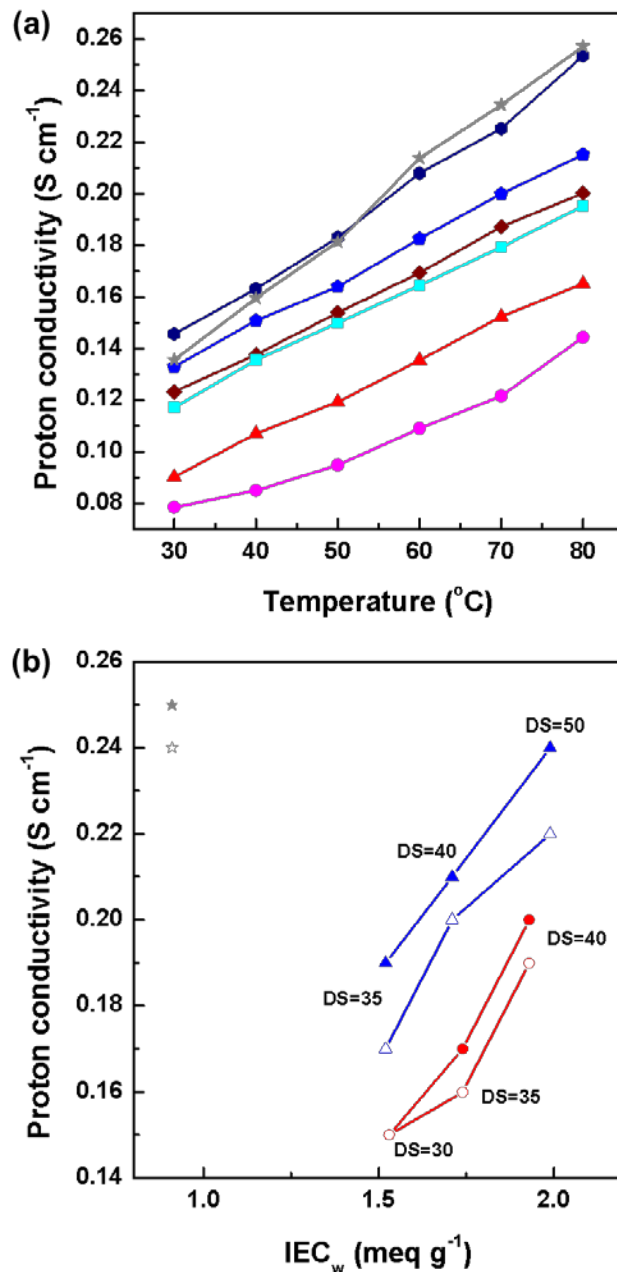 (a)
0.26
0.24
0.22
0.20
0.18
0.16
0.14
0.12
0.10
0.08
Proton conductivity (S cm⁻¹)
30 40 50 60 70 80
Temperature (°C)
(b)
0.26
0.24
0.22
0.20
0.18
0.16
0.14
Proton conductivity (S cm⁻¹)
DS=50
DS=40
DS=40
DS=35
DS=35
DS=30
1.0 1.5 2.0
IEC_w (meq g⁻¹)